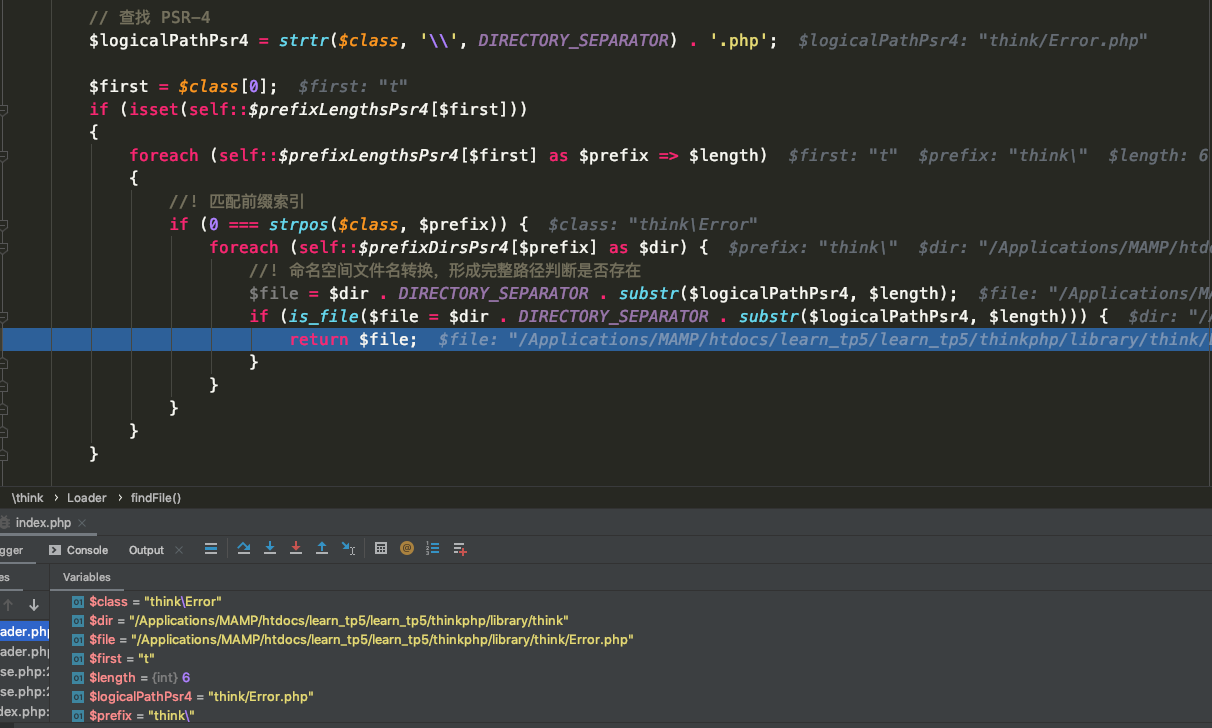 // 查找 PSR-4
$logicalPathPsr4 = strtr($class, '\\', DIRECTORY_SEPARATOR) . '.php'; $logicalPathPsr4: "think/Error.php"
$first = $class[0]; $first: "t"
if (isset(self::$prefixLengthsPsr4[$first]))
{
foreach (self::$prefixLengthsPsr4[$first] as $prefix => $length) $first: "t" $prefix: "think\" $length: 6
{
//! 匹配前缀索引
if (0 === strpos($class, $prefix)) { $class: "think\Error"
foreach (self::$prefixDirsPsr4[$prefix] as $dir) { $prefix: "think\" $dir: "/Applications/MAMP/htdo
//! 命名空间文件名转换，形成完整路径判断是否存在
$file = $dir . DIRECTORY_SEPARATOR . substr($logicalPathPsr4, $length); $file: "/Applications/M
if (is_file($file = $dir . DIRECTORY_SEPARATOR . substr($logicalPathPsr4, $length))) { $dir: "/
return $file; $file: "/Applications/MAMP/htdocs/learn_tp5/learn_tp5/thinkphp/library/think/
}
}
}
}
}
\think › Loader › findFile()
index.php ×
gger Console Output ×
es Variables
$class = "think\Error"
$dir = "/Applications/MAMP/htdocs/learn_tp5/learn_tp5/thinkphp/library/think"
ader.php
$file = "/Applications/MAMP/htdocs/learn_tp5/learn_tp5/thinkphp/library/think/Error.php"
ader.php
$first = "t"
se.php:2
$length = {int} 6
se.php:2
$logicalPathPsr4 = "think/Error.php"
dex.php:
$prefix = "think\"